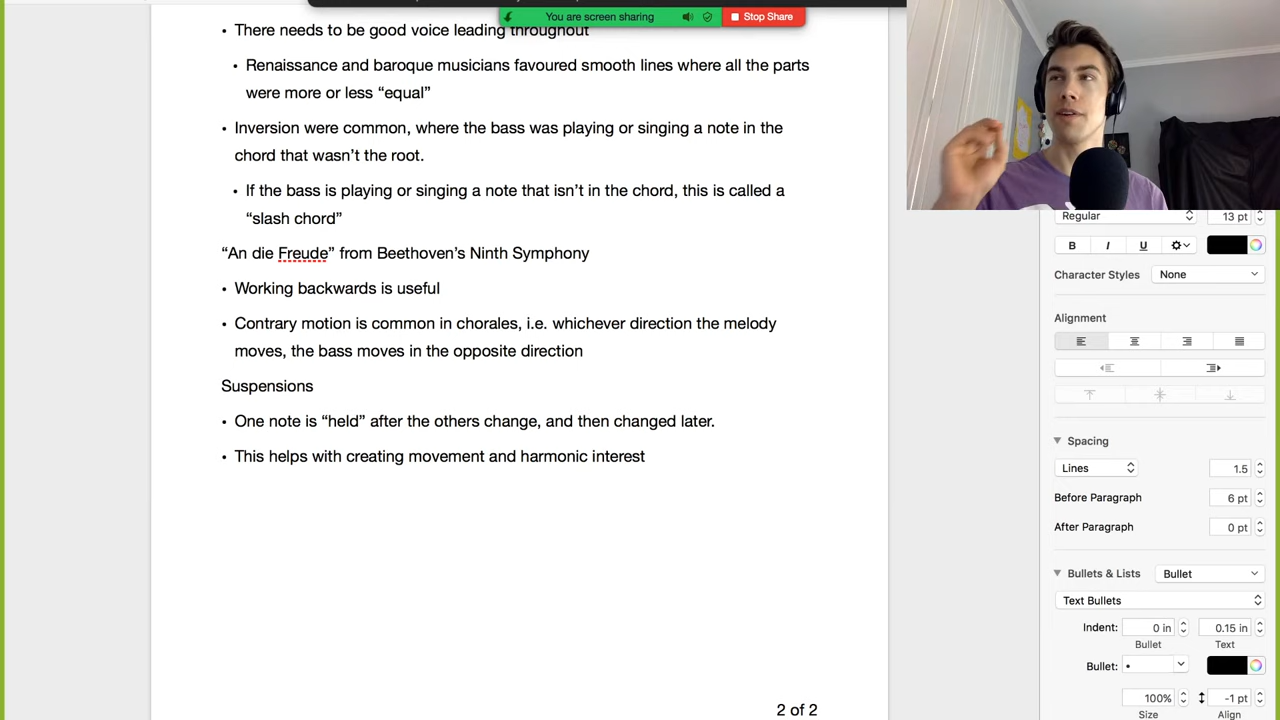 You are screen sharing
Stop Share
• There needs to be good voice leading throughout
• Renaissance and baroque musicians favoured smooth lines where all the parts
were more or less “equal”
• Inversion were common, where the bass was playing or singing a note in the
chord that wasn’t the root.
• If the bass is playing or singing a note that isn’t in the chord, this is called a
“slash chord”
“An die Freude” from Beethoven’s Ninth Symphony
• Working backwards is useful
• Contrary motion is common in chorales, i.e. whichever direction the melody
moves, the bass moves in the opposite direction
Suspensions
• One note is “held” after the others change, and then changed later.
• This helps with creating movement and harmonic interest
2 of 2
Regular 13 pt
B I U
Character Styles None
Alignment
Spacing
Lines 1.5
Before Paragraph 6 pt
After Paragraph 0 pt
Bullets & Lists Bullet
Text Bullets
Indent: 0 in 0.15 in
Bullet Text
Bullet: •
100% -1 pt
Size Align